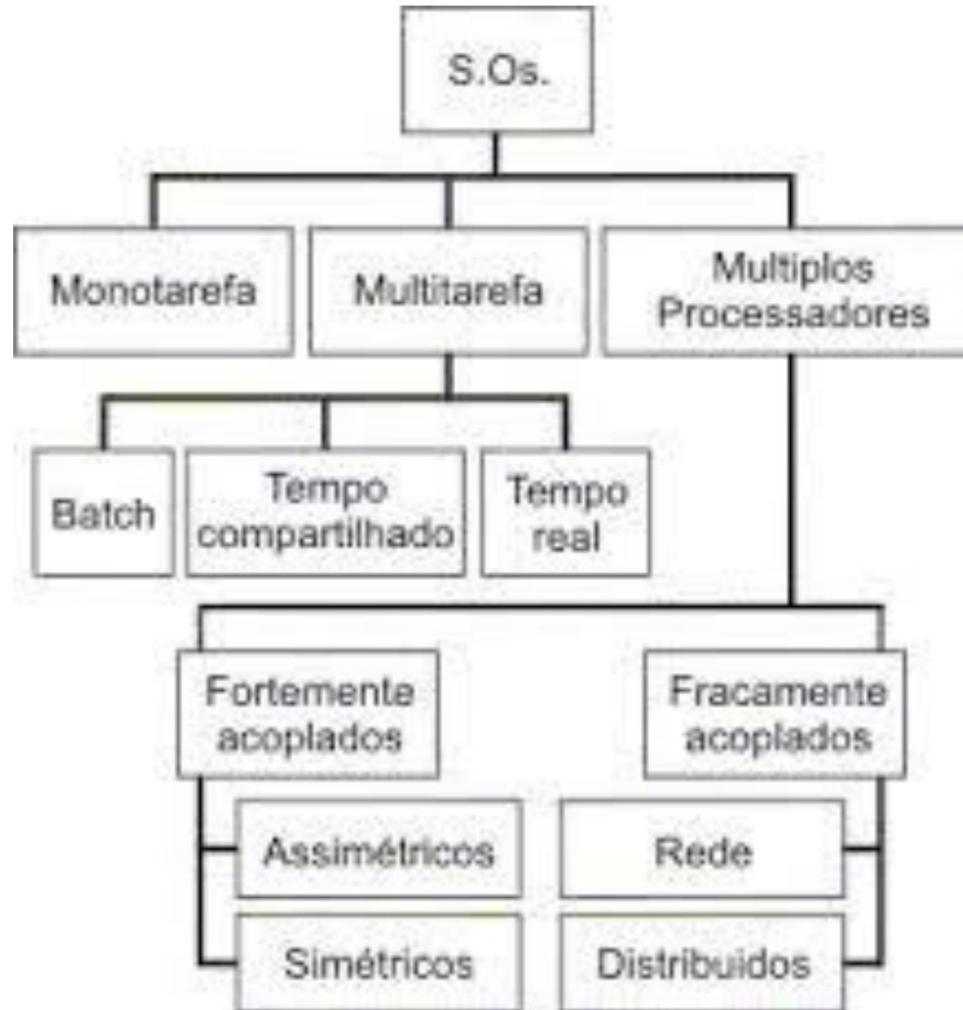 S.Os.
Monotarefa
Multitarefa
Multiplos
Processadores
Batch
Tempo
compartilhado
Tempo
real
Fortemente
acoplados
Fracamente
acoplados
Assimétricos
Rede
Simétricos
Distribuidos